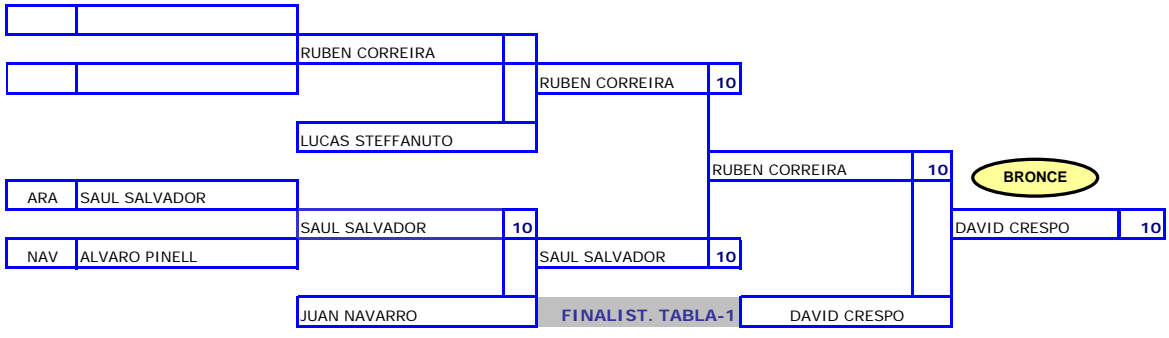 RUBEN CORREIRA
RUBEN CORREIRA 10
LUCAS STEFFANUTO
RUBEN CORREIRA 10
BRONCE
ARA SAUL SALVADOR
SAUL SALVADOR 10
DAVID CRESPO 10
NAV ALVARO PINELL
SAUL SALVADOR 10
JUAN NAVARRO
FINALIST. TABLA-1
DAVID CRESPO